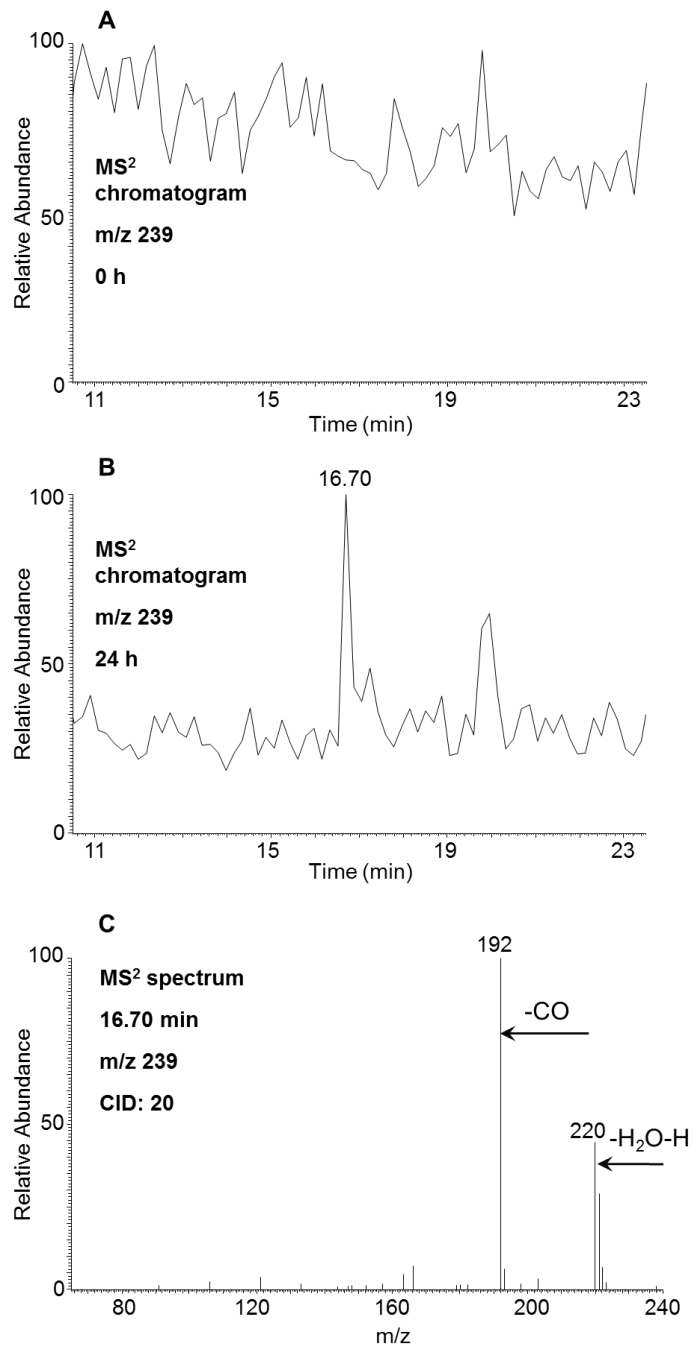 A
100
MS²
chromatogram
m/z 239
0 h
50
0
Relative Abundance
11 15 19 23
Time (min)
B
16.70
100
MS²
chromatogram
m/z 239
24 h
50
0
Relative Abundance
11 15 19 23
Time (min)
C
192
100
MS² spectrum
16.70 min
m/z 239
CID: 20
-CO
50
220 -H₂O-H
0
Relative Abundance
80 120 160 200 240
m/z